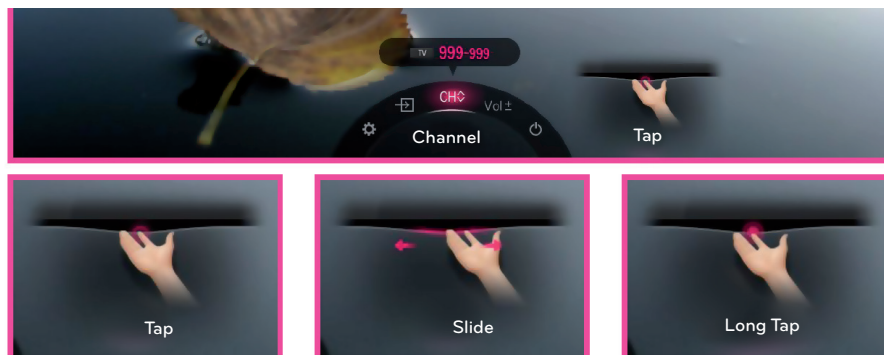 TV 999-999
CH Vol ±
Channel
Tap
Tap
Slide
Long Tap